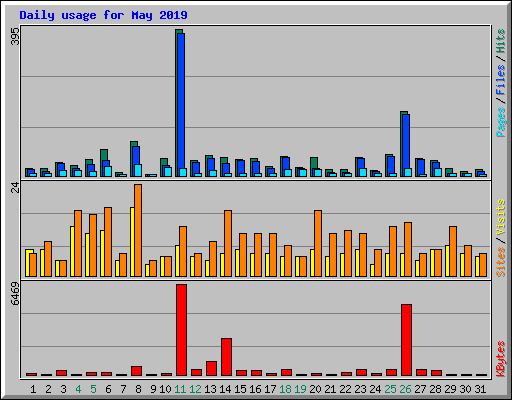 Daily usage for May 2019
395
Pages / Files / Hits
24
Sites / Visits
6469
KBytes
1 2 3 4 5 6 7 8 9 10 11 12 13 14 15 16 17 18 19 20 21 22 23 24 25 26 27 28 29 30 31